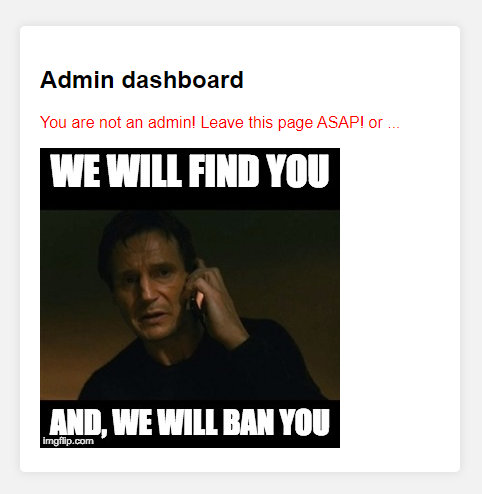 Admin dashboard
You are not an admin! Leave this page ASAP! or ...
WE WILL FIND YOU
AND, WE WILL BAN YOU
imgflip.com